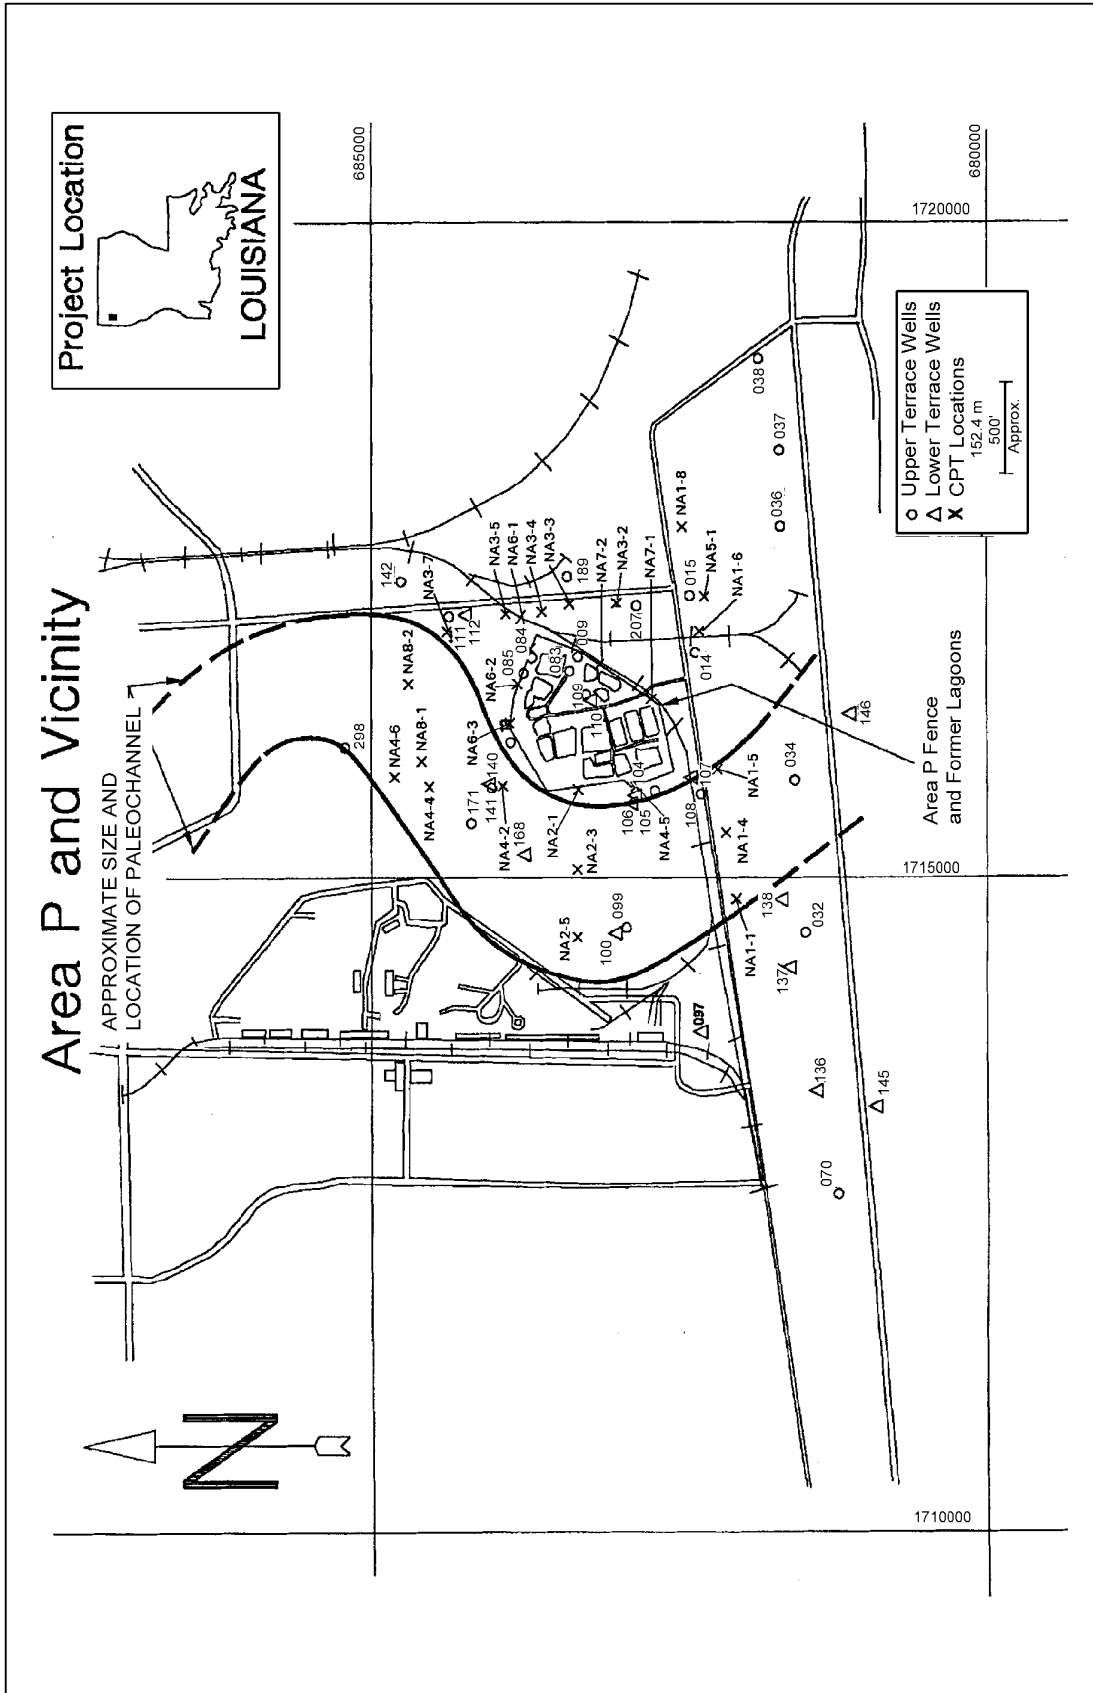 Area P and Vicinity
APPROXIMATE SIZE AND
LOCATION OF PALEOCHANNEL
Project Location
LOUISIANA
685000
680000
1720000
1715000
1710000
298
142
NA3-7
111
112
NA8-2
NA4-6
NA8-1
NA4-4
171
NA3-5
NA6-1
NA3-4
NA3-3
189
NA7-2
NA3-2
NA7-1
084
085
NA6-2
NA6-3
083
009
207
109
110
140
141
NA4-2
168
NA2-1
NA2-3
104
106
105
NA4-5
108
107
NA1-8
015
NA5-1
NA1-6
014
NA1-5
NA1-4
NA2-5
099
100
NA1-1
138
032
137
097
136
145
070
034
146
036
037
038
Area P Fence
and Former Lagoons
O Upper Terrace Wells
△ Lower Terrace Wells
X CPT Locations
152.4 m
500'
Approx.
N